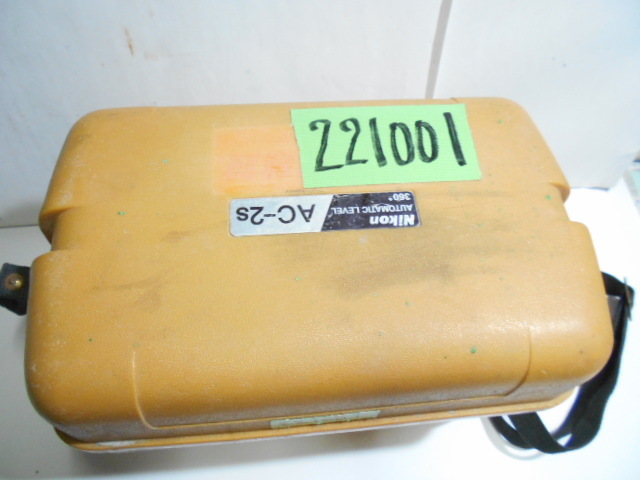 221001
Nikon
AUTOMATIC LEVEL
360°
AC-2s